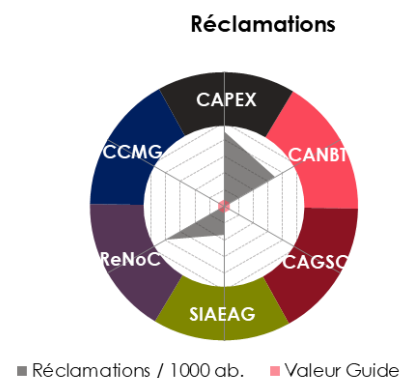 Réclamations
CAPEX
CCMG
CANBT
ReNoC
CAGSC
SIAEAG
Réclamations / 1000 ab.
Valeur Guide